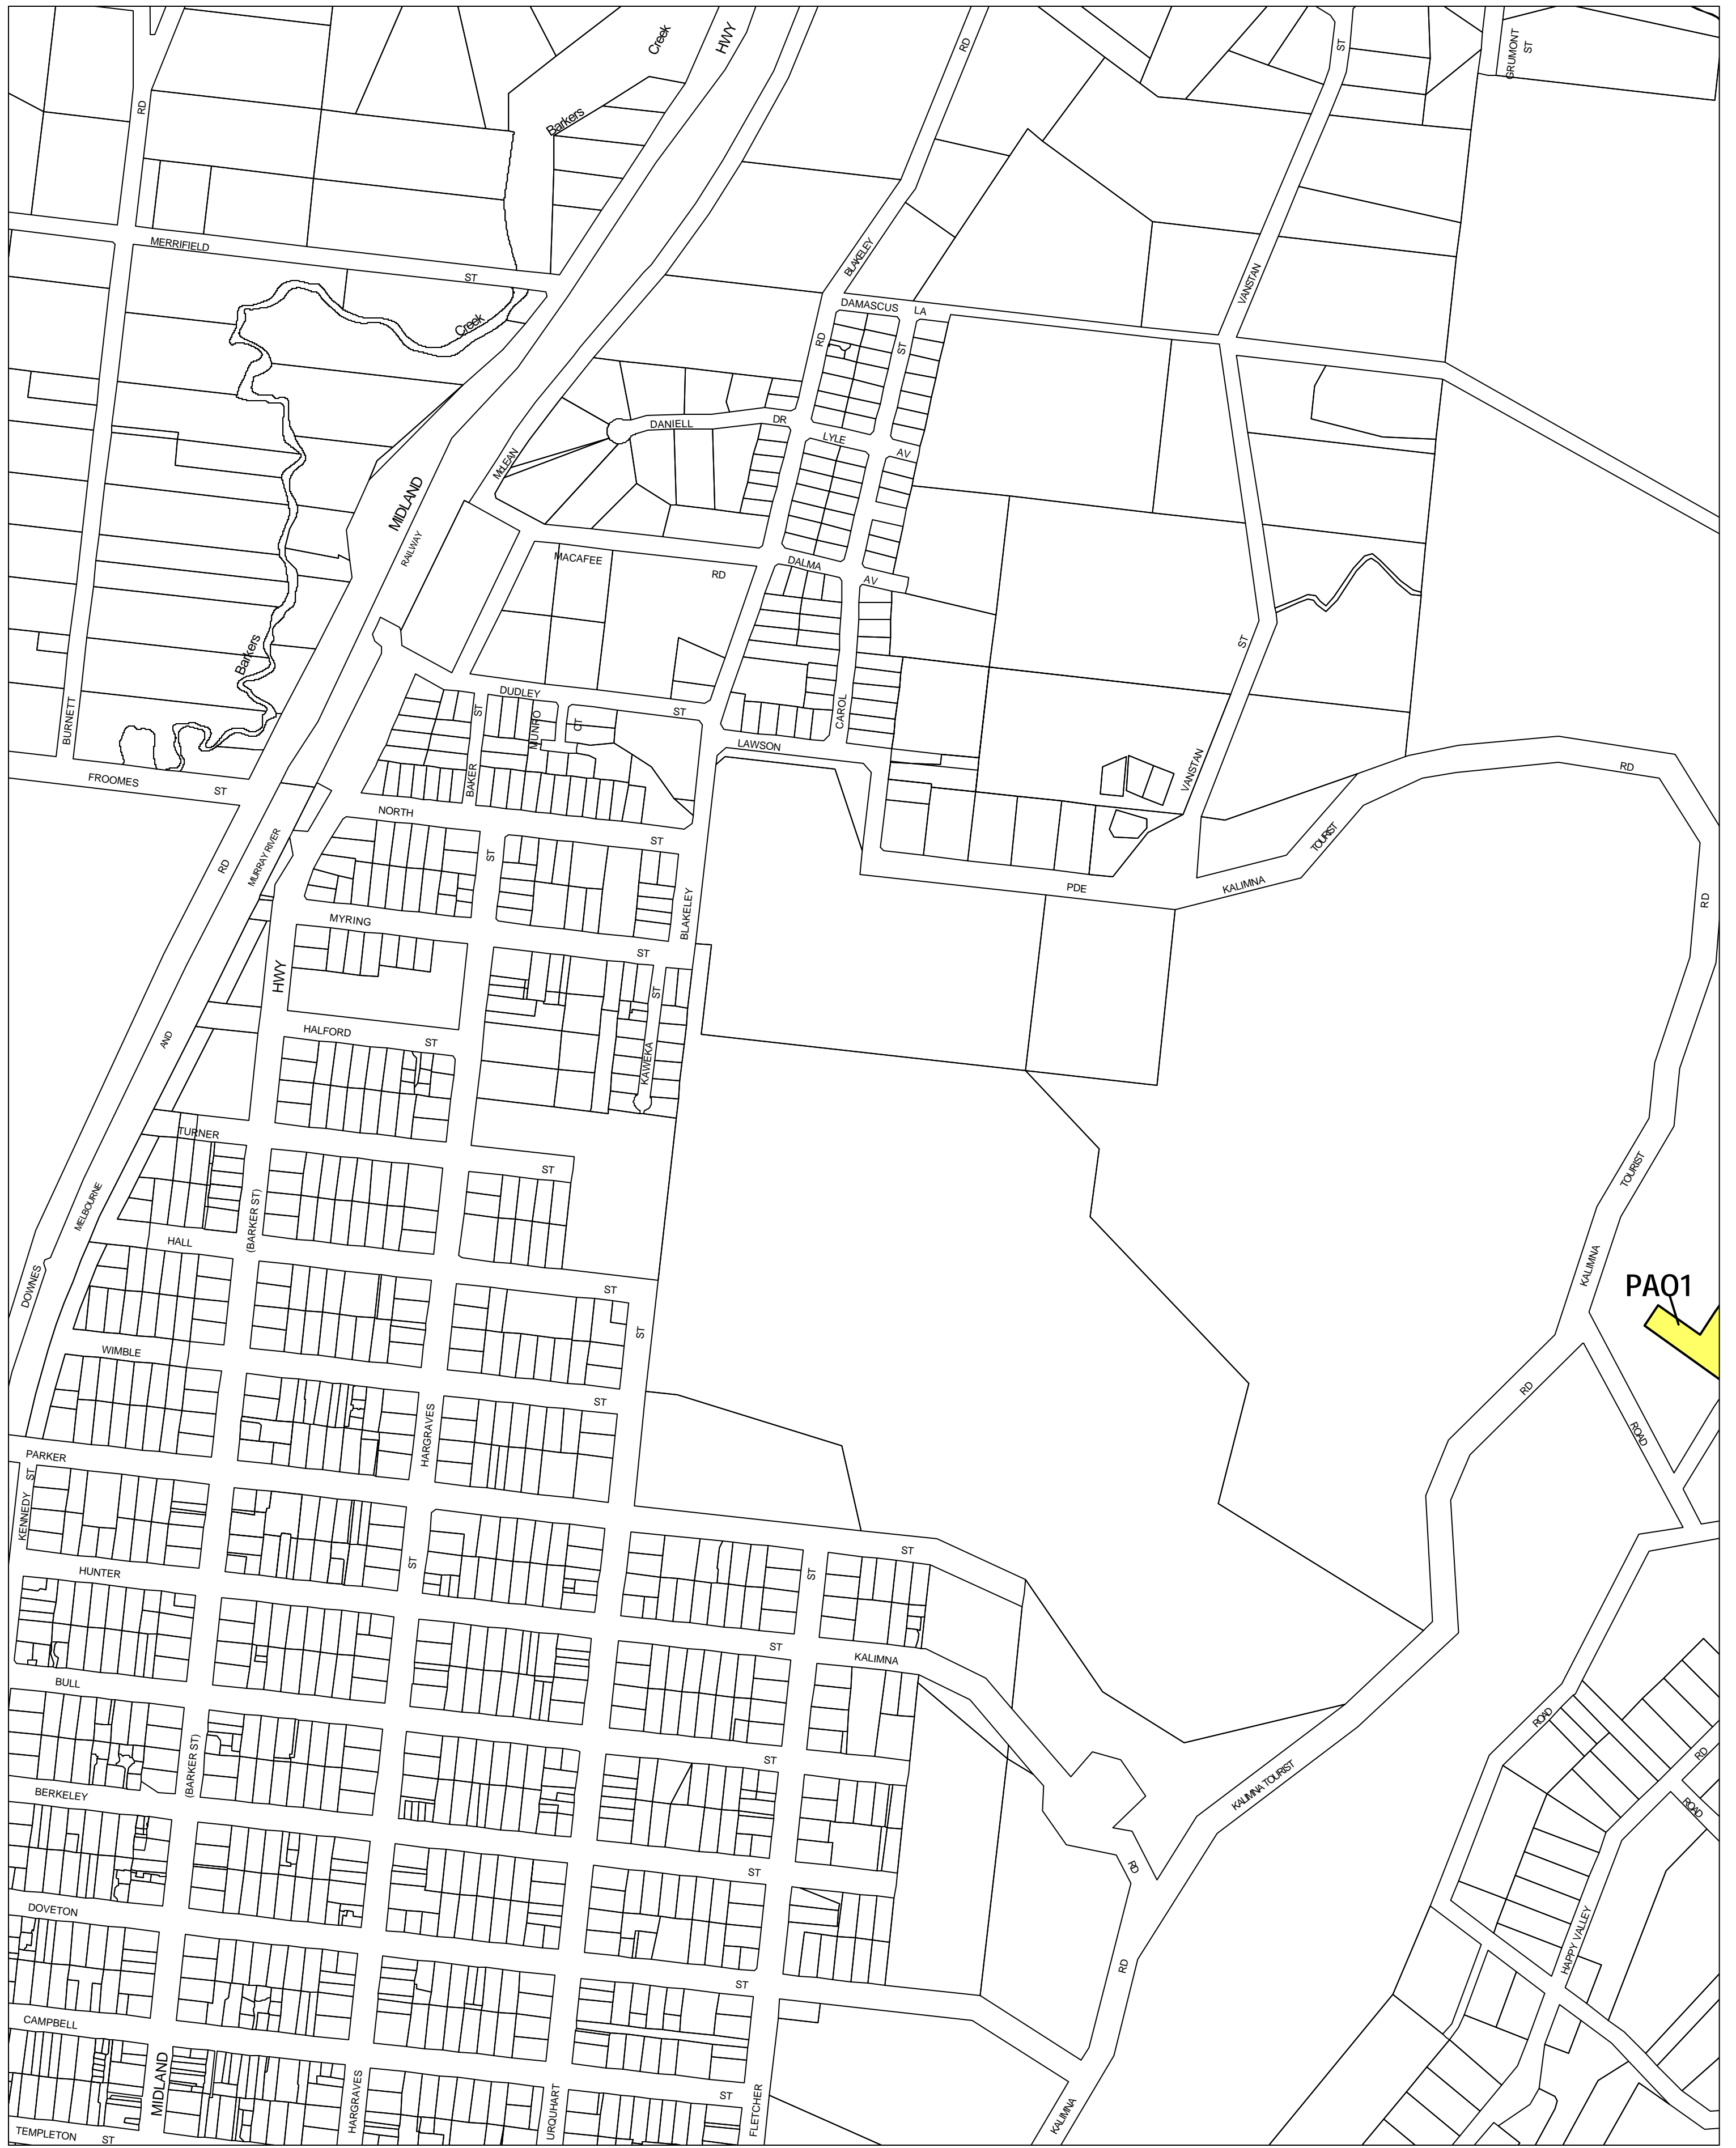 Creek
HWY
RD
ST
GRUMONT
ST
RD
Barkers
MERRIFIELD
ST
BLAKELEY
VANSTAN
DAMASCUS
LA
Creek
RD
ST
DANIELL
DR
LYLE
AV
McLEAN
MIDLAND
RAILWAY
MACAFEE
RD
DALMA
AV
Barkers
ST
BURNETT
DUDLEY
ST
ST
MUNRO
CT
CAROL
LAWSON
BAKER
VANSTAN
RD
FROOMES
ST
NORTH
ST
TOURIST
MURRAY RIVER
RD
ST
PDE
KALIMNA
RD
BLAKELEY
MYRING
ST
HWY
ST
HALFORD
ST
AND
KAWEKA
TURNER
ST
TOURIST
MELBOURNE
(BARKER ST)
HALL
KALIMNA
DOWNES
ST
PAO1
ST
WIMBLE
RD
ST
HARGRAVES
ROAD
PARKER
ST
KENNEDY
ST
ST
ST
HUNTER
ST
KALIMNA
BULL
ROAD
ST
(BARKER ST)
RD
KALIMNA TOURIST
BERKELEY
ROAD
ST
RD
DOVETON
HAPPY VALLEY
RD
ST
CAMPBELL
MIDLAND
HARGRAVES
URQUHART
ST
FLETCHER
KALIMNA
TEMPLETON
ST